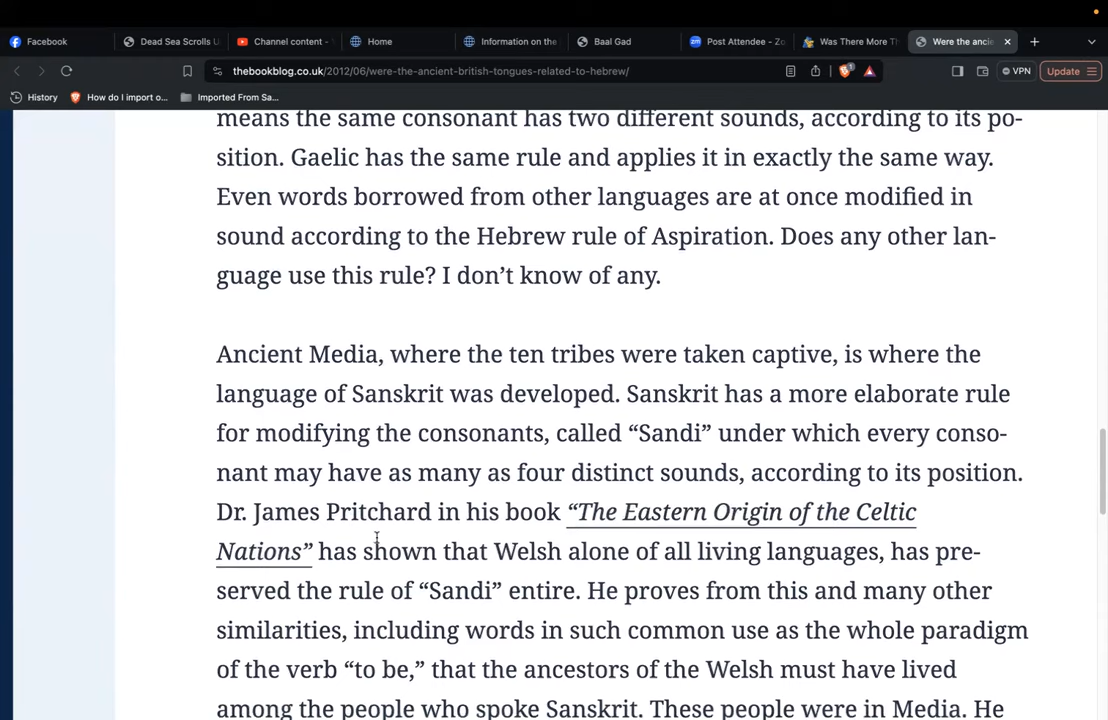 Facebook
Dead Sea Scrolls U
Channel content -
Home
Information on the
Baal Gad
Post Attendee - Zo
Was There More Th
Were the ancie
thebookblog.co.uk/2012/06/were-the-ancient-british-tongues-related-to-hebrew/
1
VPN
Update
History
How do I import o...
Imported From Sa...
means the same consonant has two different sounds, according to its po-
sition. Gaelic has the same rule and applies it in exactly the same way.
Even words borrowed from other languages are at once modified in
sound according to the Hebrew rule of Aspiration. Does any other lan-
guage use this rule? I don’t know of any.
Ancient Media, where the ten tribes were taken captive, is where the
language of Sanskrit was developed. Sanskrit has a more elaborate rule
for modifying the consonants, called “Sandi” under which every conso-
nant may have as many as four distinct sounds, according to its position.
Dr. James Pritchard in his book “The Eastern Origin of the Celtic
Nations” has shown that Welsh alone of all living languages, has pre-
served the rule of “Sandi” entire. He proves from this and many other
similarities, including words in such common use as the whole paradigm
of the verb “to be,” that the ancestors of the Welsh must have lived
among the people who spoke Sanskrit. These people were in Media. He